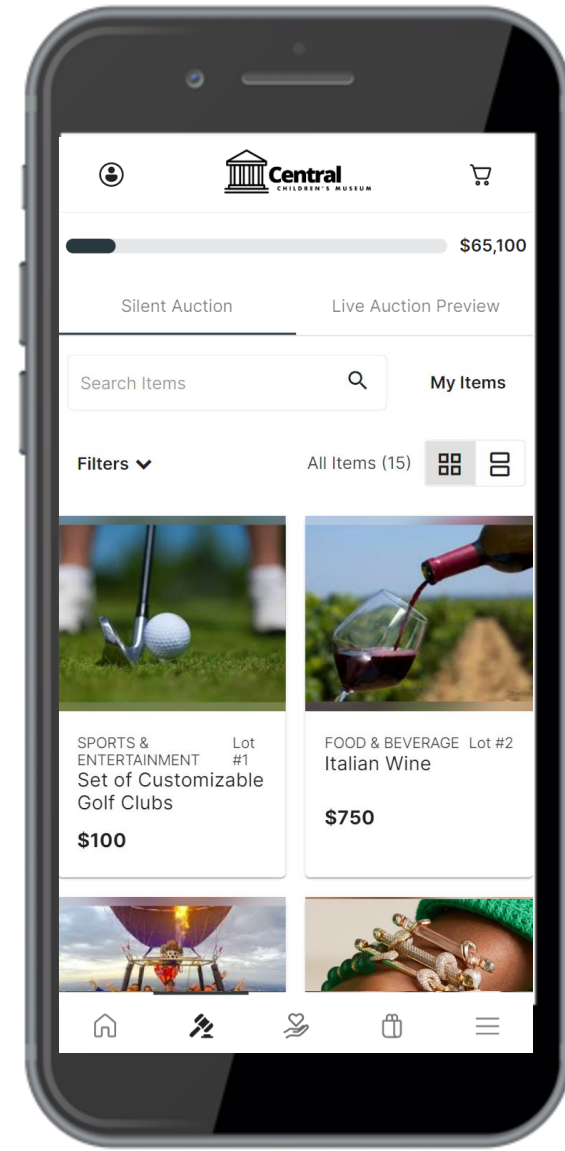 Central
CHILDREN'S MUSEUM
$65,100
Silent Auction
Live Auction Preview
Search Items
My Items
Filters
All Items (15)
SPORTS &
ENTERTAINMENT
Lot
#1
Set of Customizable
Golf Clubs
$100
FOOD & BEVERAGE Lot #2
Italian Wine
$750